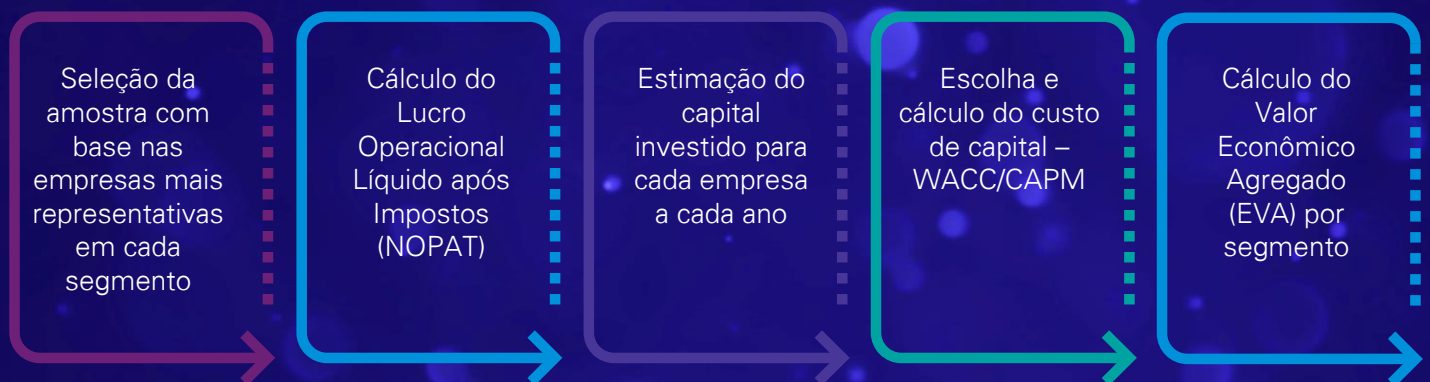 Seleção da
amostra com
base nas
empresas mais
representativas
em cada
segmento
Cálculo do
Lucro
Operacional
Líquido após
Impostos
(NOPAT)
Estimação do
capital
investido para
cada empresa
a cada ano
Escolha e
cálculo do custo
de capital –
WACC/CAPM
Cálculo do
Valor
Econômico
Agregado
(EVA) por
segmento